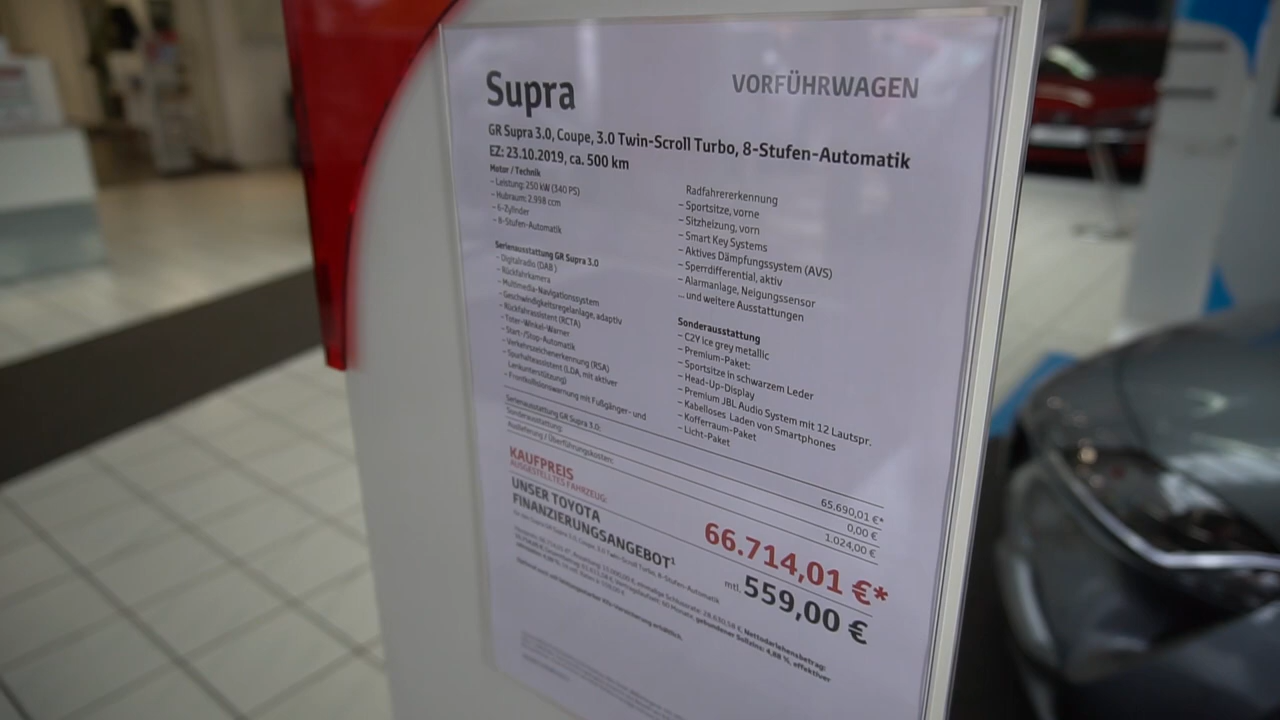 Supra
VORFÜHRWAGEN
GR Supra 3.0, Coupe, 3.0 Twin-Scroll Turbo, 8-Stufen-Automatik
EZ: 23.10.2019, ca. 500 km
Motor / Technik
- Leistung: 250 kW (340 PS)
- Hubraum: 2.998 ccm
- 6-Zylinder
- 8-Stufen-Automatik
Serienausstattung GR Supra 3.0
- Digitalradio (DAB)
- Rückfahrkamera
- Multimedia-Navigationssystem
- Geschwindigkeitsregelanlage, adaptiv
- Rückfahrassistent (RCTA)
- Toter-Winkel-Warner
- Start-/Stop-Automatik
- Verkehrszeichenerkennung (RSA)
- Spurhalteassistent (LDA, mit aktiver
Lenkunterstützung)
- Frontkollisionswarnung mit Fußgänger- und
Radfahrererkennung
- Sportsitze, vorne
- Sitzheizung, vorn
- Smart Key Systems
- Aktives Dämpfungssystem (AVS)
- Sperrdifferential, aktiv
- Alarmanlage, Neigungssensor
... und weitere Ausstattungen
Sonderausstattung
- C2Y ice grey metallic
- Premium-Paket:
- Sportsitze in schwarzem Leder
- Head-Up-Display
- Premium JBL Audio System mit 12 Lautspr.
- Kabelloses Laden von Smartphones
- Kofferraum-Paket
- Licht-Paket
Serienausstattung GR Supra 3.0: 65.690,01 €*
Sonderausstattung: 0,00 €
Auslieferung / Überführungskosten: 1.024,00 €
KAUFPREIS
AUSGESTELLTES FAHRZEUG: 66.714,01 €*
UNSER TOYOTA
FINANZIERUNGSANGEBOT¹ mtl. 559,00 €